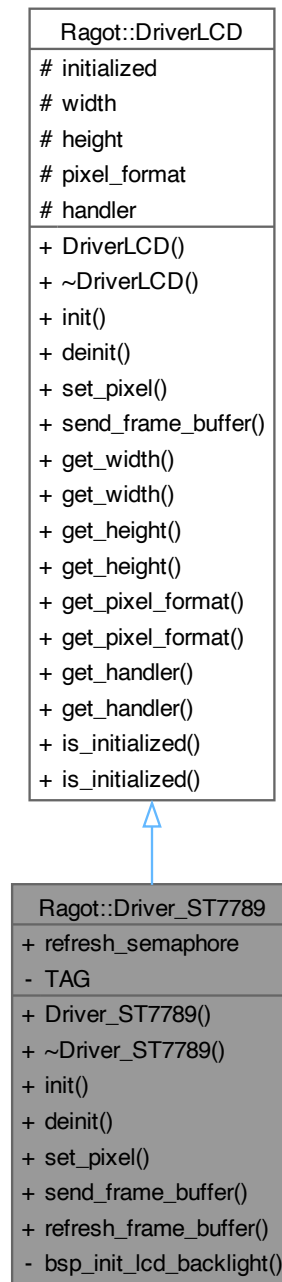 Ragot::DriverLCD
# initialized
# width
# height
# pixel_format
# handler
+ DriverLCD()
+ ~DriverLCD()
+ init()
+ deinit()
+ set_pixel()
+ send_frame_buffer()
+ get_width()
+ get_width()
+ get_height()
+ get_height()
+ get_pixel_format()
+ get_pixel_format()
+ get_handler()
+ get_handler()
+ is_initialized()
+ is_initialized()
Ragot::Driver_ST7789
+ refresh_semaphore
- TAG
+ Driver_ST7789()
+ ~Driver_ST7789()
+ init()
+ deinit()
+ set_pixel()
+ send_frame_buffer()
+ refresh_frame_buffer()
- bsp_init_lcd_backlight()